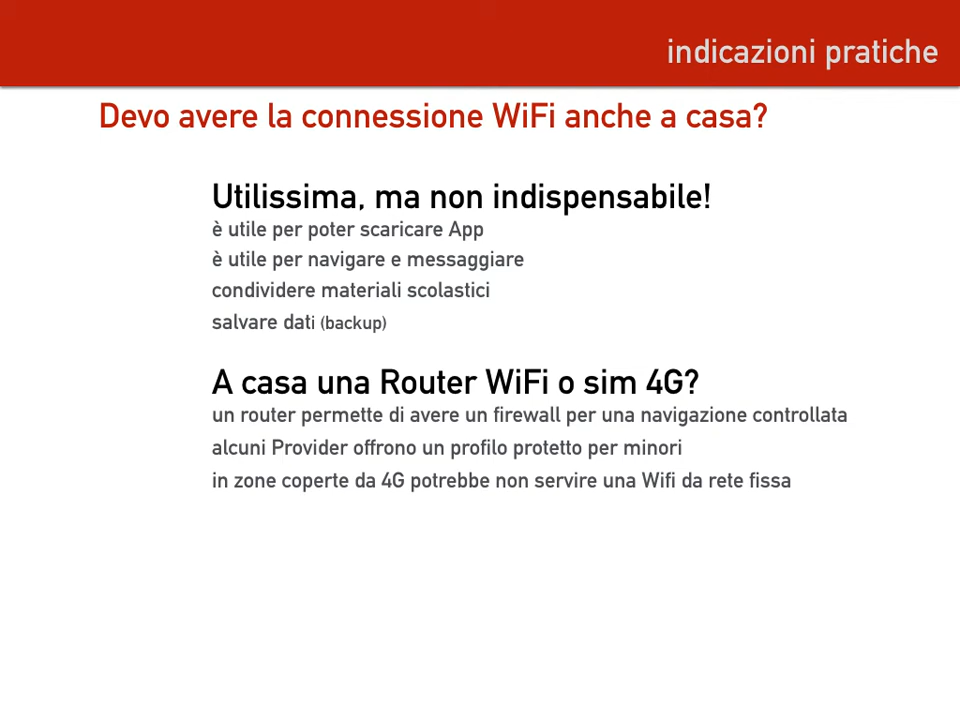 indicazioni pratiche
Devo avere la connessione WiFi anche a casa?
Utilissima, ma non indispensabile!
è utile per poter scaricare App
è utile per navigare e messaggiare
condividere materiali scolastici
salvare dati (backup)
A casa una Router WiFi o sim 4G?
un router permette di avere un firewall per una navigazione controllata
alcuni Provider offrono un profilo protetto per minori
in zone coperte da 4G potrebbe non servire una Wifi da rete fissa